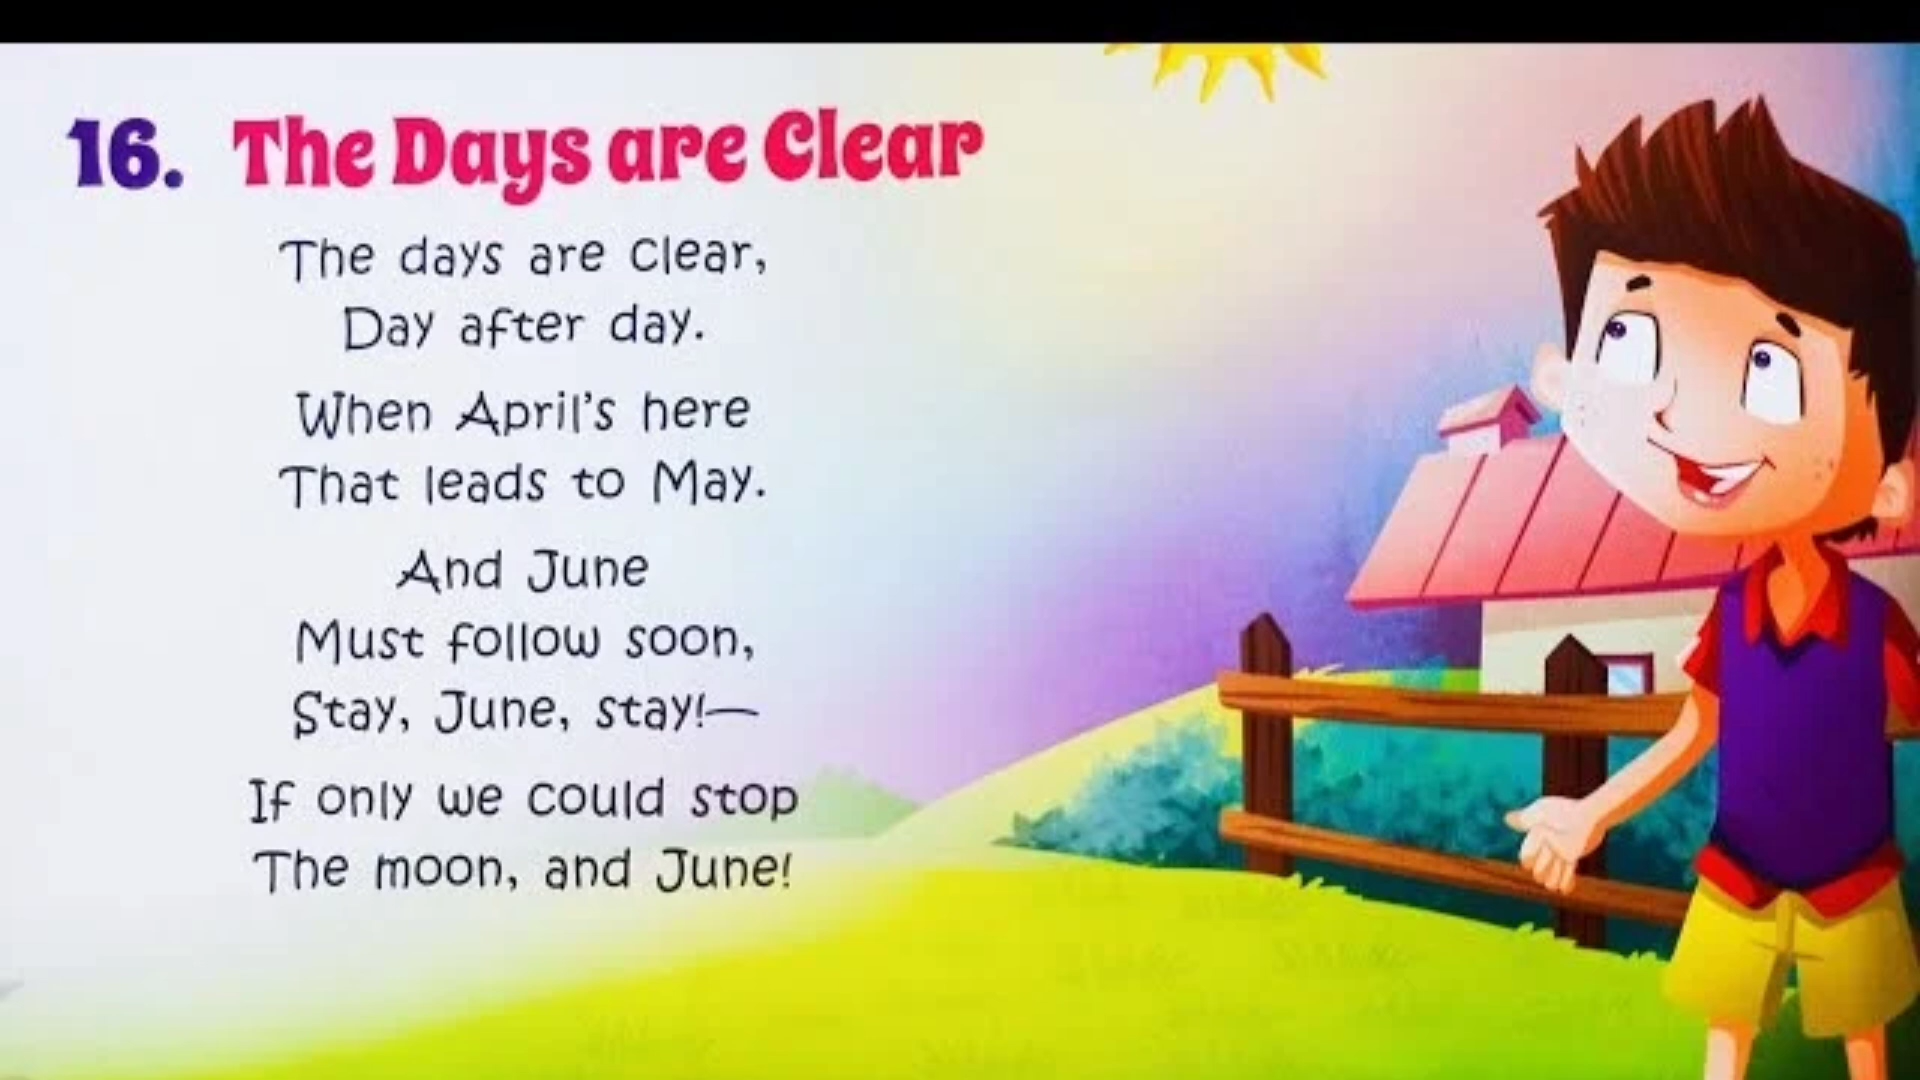 16. The Days are Clear
The days are clear,
Day after day.
When April's here
That leads to May.
And June
Must follow soon,
Stay, June, stay!—
If only we could stop
The moon, and June!